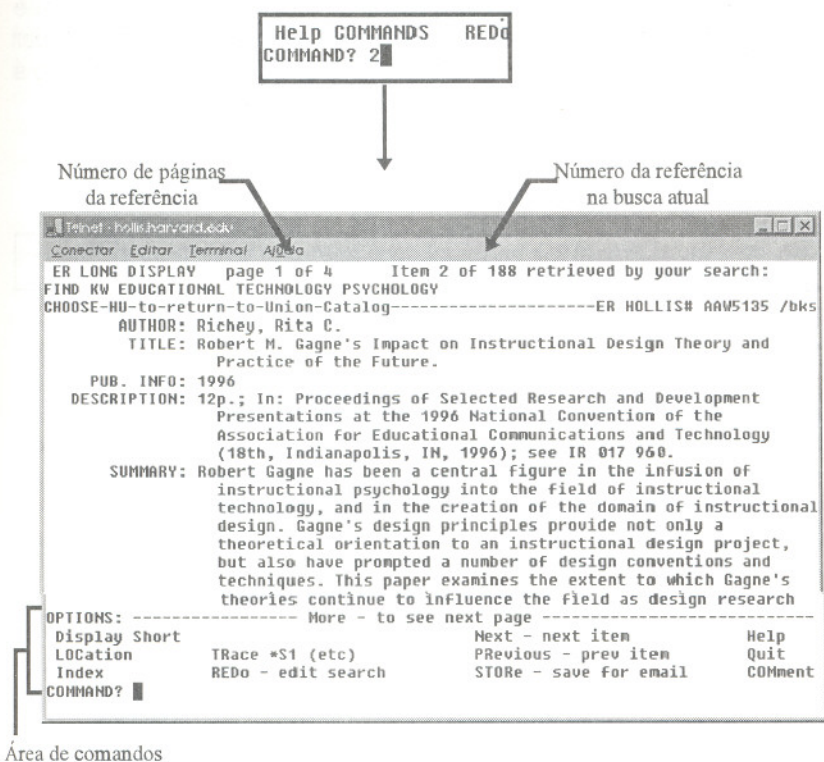 Help COMMANDS REDo
COMMAND? 2
Número de páginas
da referência
Número da referência
na busca atual
Telnet - hollis.harvard.edu
Conectar Editar Terminal Ajuda
ER LONG DISPLAY page 1 of 4 Item 2 of 188 retrieved by your search:
FIND KW EDUCATIONAL TECHNOLOGY PSYCHOLOGY
CHOOSE-HU-to-return-to-Union-Catalog---------------------ER HOLLIS# AAW5135 /bks
AUTHOR: Richey, Rita C.
TITLE: Robert M. Gagne's Impact on Instructional Design Theory and
Practice of the Future.
PUB. INFO: 1996
DESCRIPTION: 12p.; In: Proceedings of Selected Research and Development
Presentations at the 1996 National Convention of the
Association for Educational Communications and Technology
(18th, Indianapolis, IN, 1996); see IR 017 960.
SUMMARY: Robert Gagne has been a central figure in the infusion of
instructional psychology into the field of instructional
technology, and in the creation of the domain of instructional
design. Gagne's design principles provide not only a
theoretical orientation to an instructional design project,
but also have prompted a number of design conventions and
techniques. This paper examines the extent to which Gagne's
theories continue to influence the field as design research
OPTIONS: ----------------- More - to see next page ---------------------------
Display Short Next - next item Help
LOCation TRace *S1 (etc) PRevious - prev item Quit
Index REDo - edit search STORe - save for email COMment
COMMAND?
Área de comandos